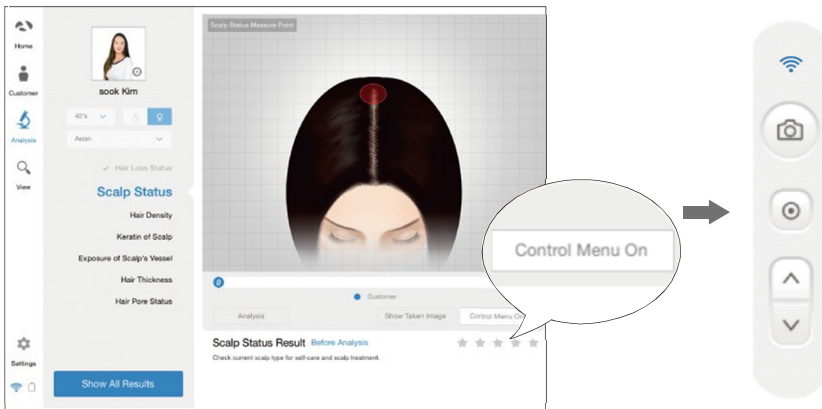 Home
Customer
Analysis
View
Settings
sook Kim
40's
Asian
Hair Loss Status
Scalp Status
Hair Density
Keratin of Scalp
Exposure of Scalp's Vessel
Hair Thickness
Hair Pore Status
Show All Results
Scalp Status Measure Point
0
Customer
Analysis
Show Taken Image
Control Menu On
Scalp Status Result Before Analysis
Check current scalp type for self-care and scalp treatment.
Control Menu On